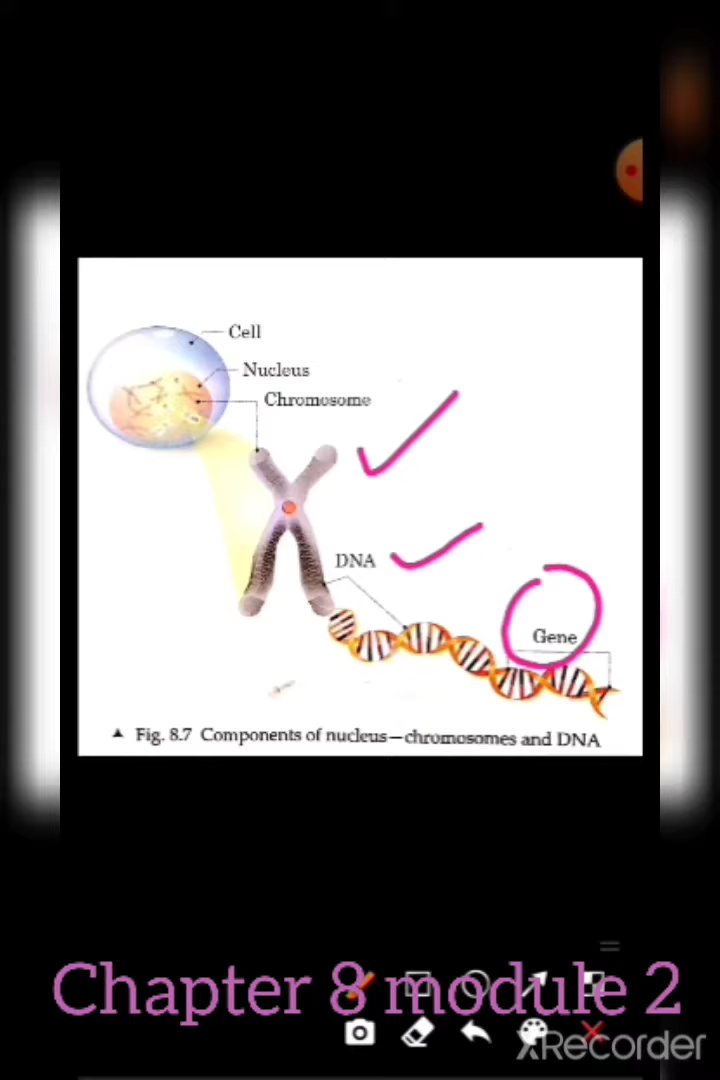 Cell
Nucleus
Chromosome
DNA
Gene
▲ Fig. 8.7 Components of nucleus—chromosomes and DNA
Chapter 8 module 2
XRecorder